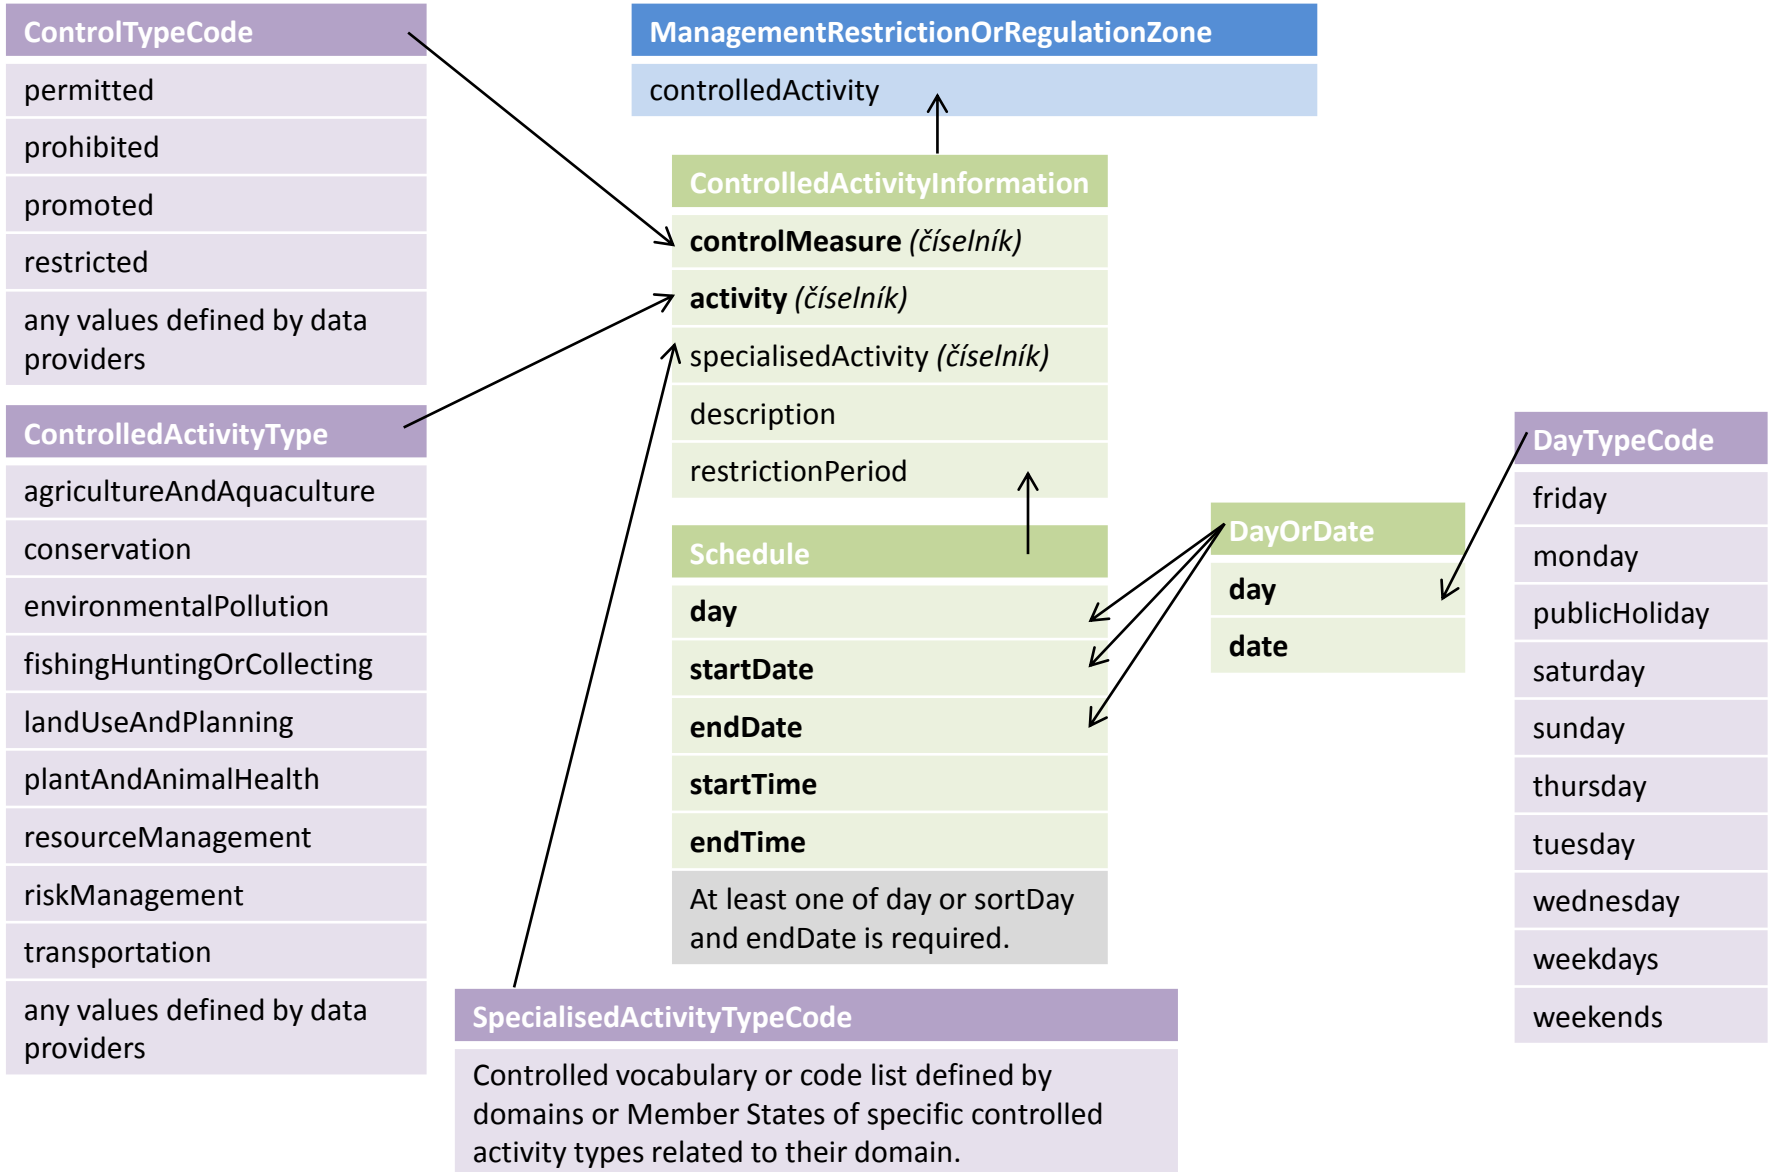 ControlTypeCode
permitted
prohibited
promoted
restricted
any values defined by data
providers
ControlledActivityType
agricultureAndAquaculture
conservation
environmentalPollution
fishingHuntingOrCollecting
landUseAndPlanning
plantAndAnimalHealth
resourceManagement
riskManagement
transportation
any values defined by data
providers
ManagementRestrictionOrRegulationZone
controlledActivity
ControlledActivityInformation
controlMeasure (číselník)
activity (číselník)
specialisedActivity (číselník)
description
restrictionPeriod
Schedule
day
startDate
endDate
startTime
endTime
At least one of day or sortDay
and endDate is required.
SpecialisedActivityTypeCode
Controlled vocabulary or code list defined by
domains or Member States of specific controlled
activity types related to their domain.
DayOrDate
day
date
DayTypeCode
friday
monday
publicHoliday
saturday
sunday
thursday
tuesday
wednesday
weekdays
weekends